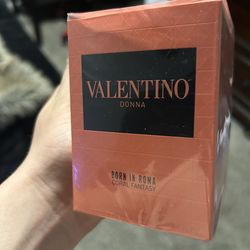 VALENTINO
DONNA
BORN IN ROMA
CORAL FANTASY